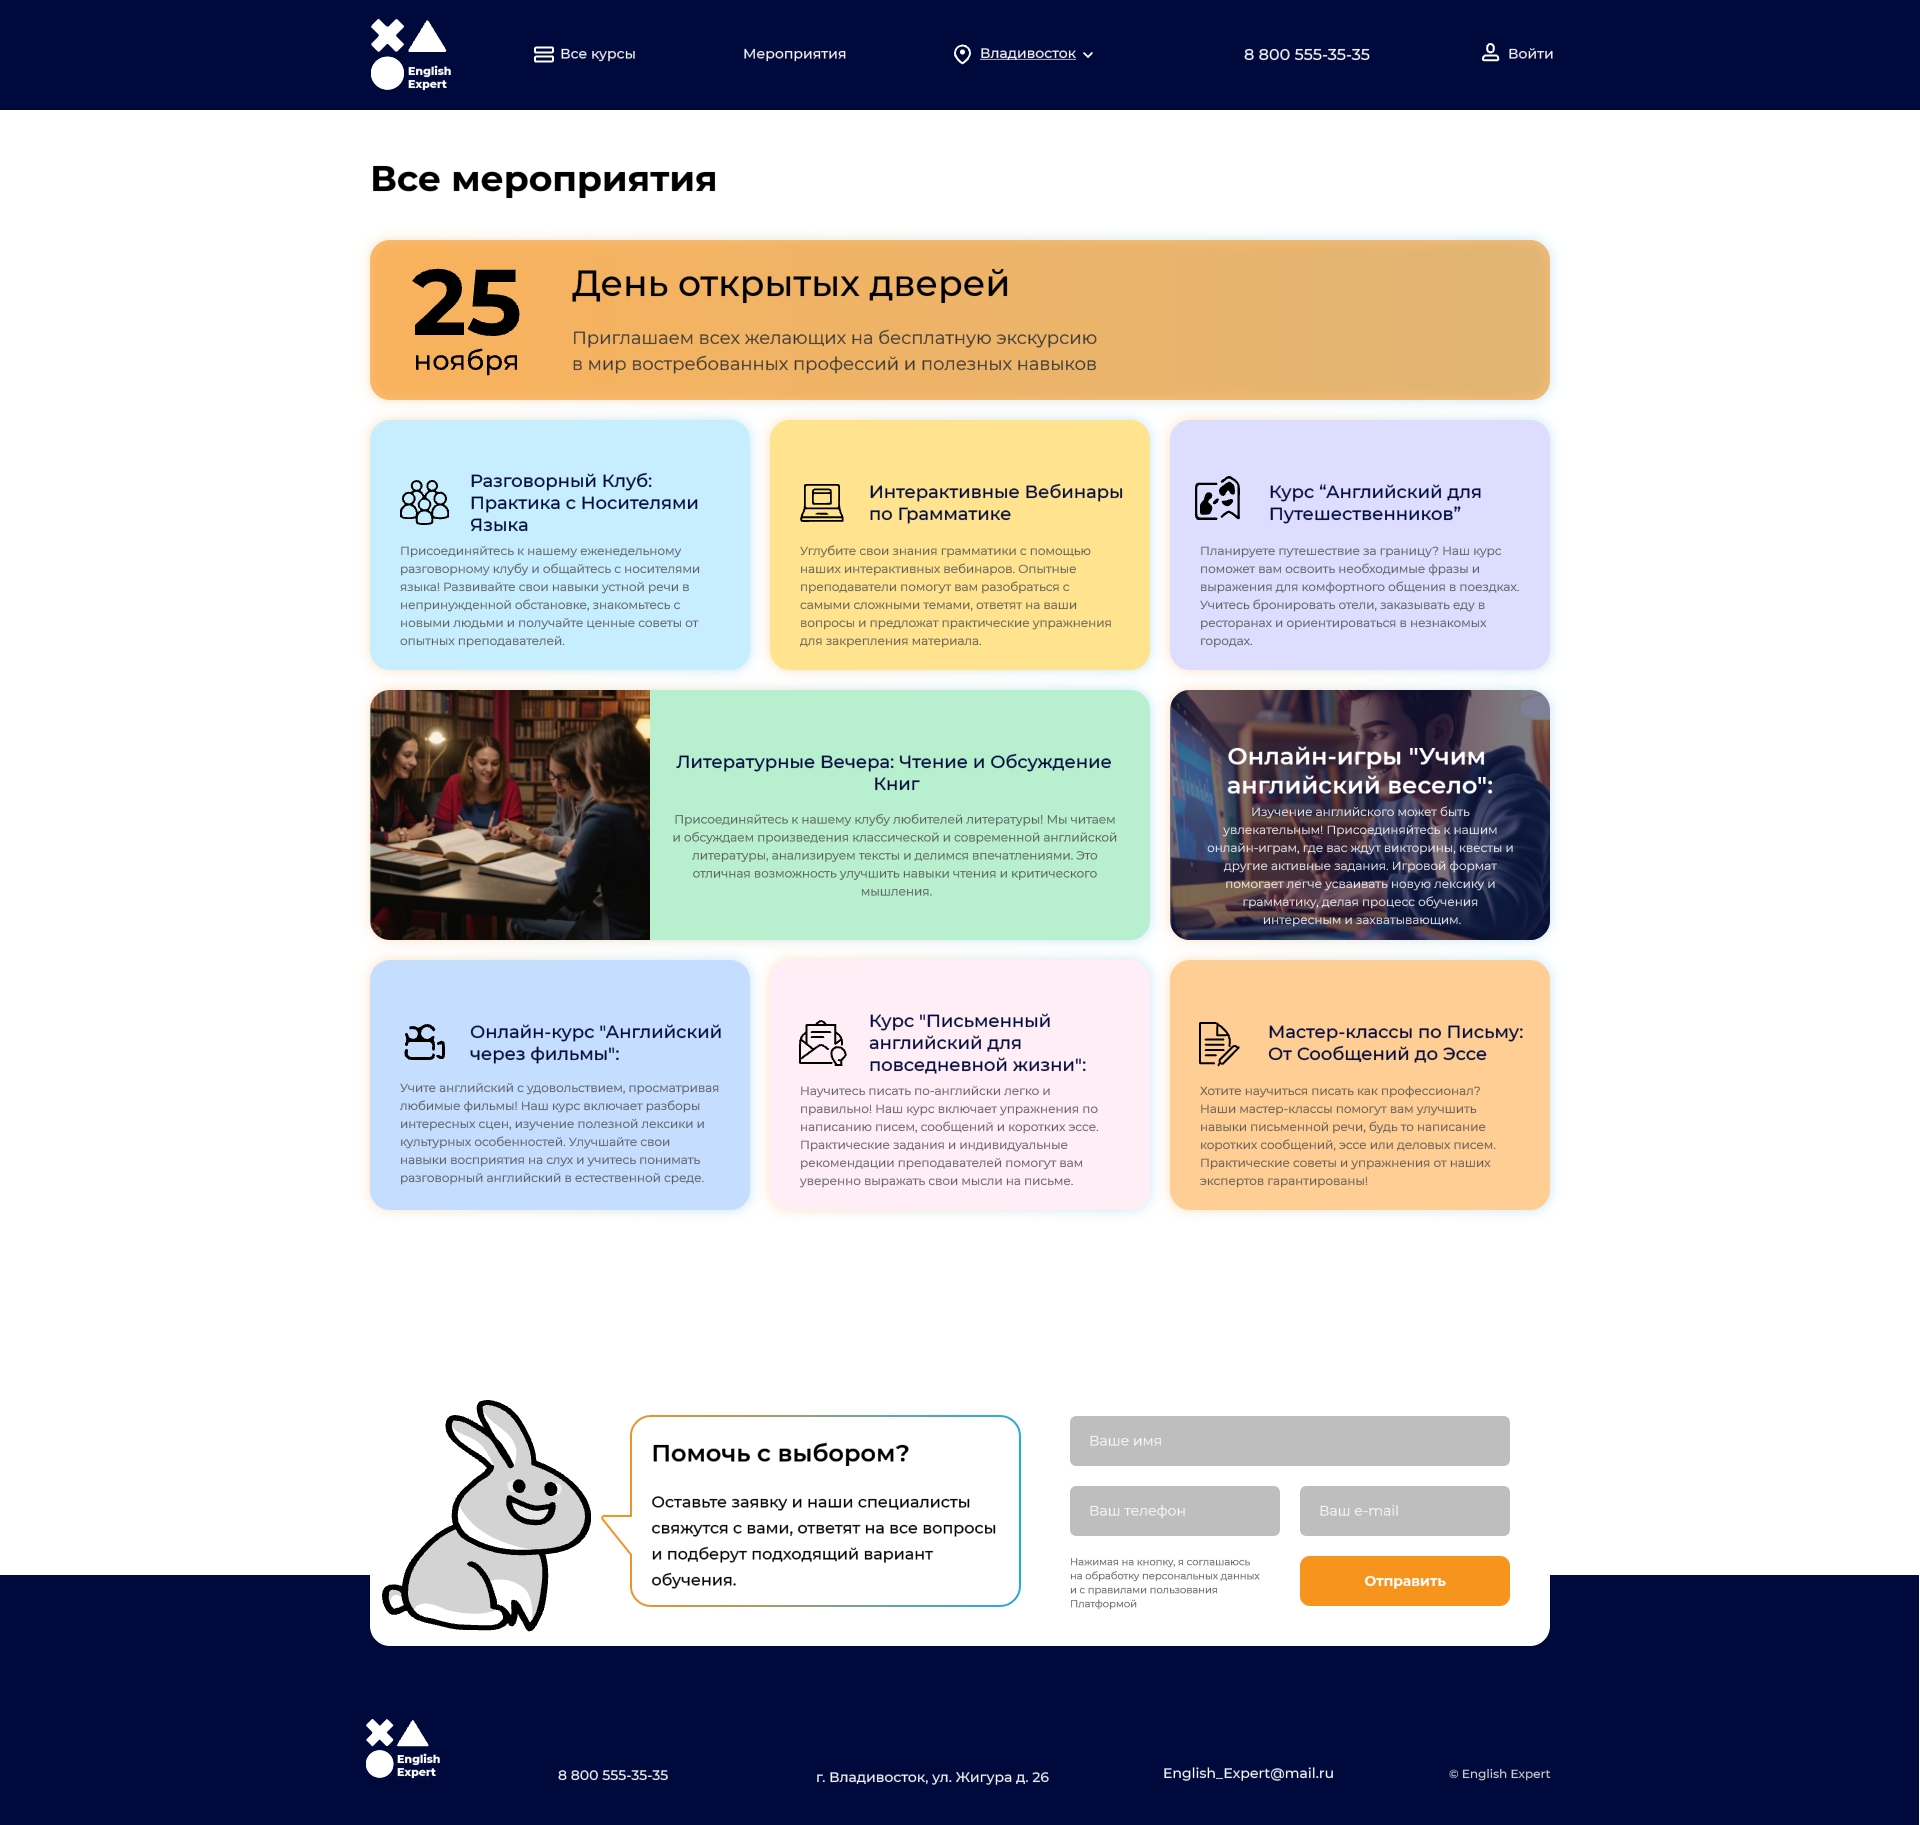 English
Expert
Все курсы
Мероприятия
Владивосток
8 800 555-35-35
Войти
Все мероприятия
25
ноября
День открытых дверей
Приглашаем всех желающих на бесплатную экскурсию
в мир востребованных профессий и полезных навыков
Разговорный Клуб:
Практика с Носителями
Языка
Присоединяйтесь к нашему еженедельному
разговорному клубу и общайтесь с носителями
языка! Развивайте свои навыки устной речи в
непринужденной обстановке, знакомьтесь с
новыми людьми и получайте ценные советы от
опытных преподавателей.
Интерактивные Вебинары
по Грамматике
Углубите свои знания грамматики с помощью
наших интерактивных вебинаров. Опытные
преподаватели помогут вам разобраться с
самыми сложными темами, ответят на ваши
вопросы и предложат практические упражнения
для закрепления материала.
Курс “Английский для
Путешественников”
Планируете путешествие за границу? Наш курс
поможет вам освоить необходимые фразы и
выражения для комфортного общения в поездках.
Учитесь бронировать отели, заказывать еду в
ресторанах и ориентироваться в незнакомых
городах.
Литературные Вечера: Чтение и Обсуждение
Книг
Присоединяйтесь к нашему клубу любителей литературы! Мы читаем
и обсуждаем произведения классической и современной английской
литературы, анализируем тексты и делимся впечатлениями. Это
отличная возможность улучшить навыки чтения и критического
мышления.
Онлайн-игры "Учим
английский весело":
Изучение английского может быть
увлекательным! Присоединяйтесь к нашим
онлайн-играм, где вас ждут викторины, квесты и
другие активные задания. Игровой формат
помогает легче усваивать новую лексику и
грамматику, делая процесс обучения
интересным и захватывающим.
Онлайн-курс "Английский
через фильмы":
Учите английский с удовольствием, просматривая
любимые фильмы! Наш курс включает разборы
интересных сцен, изучение полезной лексики и
культурных особенностей. Улучшайте свои
навыки восприятия на слух и учитесь понимать
разговорный английский в естественной среде.
Курс "Письменный
английский для
повседневной жизни":
Научитесь писать по-английски легко и
правильно! Наш курс включает упражнения по
написанию писем, сообщений и коротких эссе.
Практические задания и индивидуальные
рекомендации преподавателей помогут вам
уверенно выражать свои мысли на письме.
Мастер-классы по Письму:
От Сообщений до Эссе
Хотите научиться писать как профессионал?
Наши мастер-классы помогут вам улучшить
навыки письменной речи, будь то написание
коротких сообщений, эссе или деловых писем.
Практические советы и упражнения от наших
экспертов гарантированы!
Помочь с выбором?
Оставьте заявку и наши специалисты
свяжутся с вами, ответят на все вопросы
и подберут подходящий вариант
обучения.
Ваше имя
Ваш телефон
Ваш e-mail
Нажимая на кнопку, я соглашаюсь
на обработку персональных данных
и с правилами пользования
Платформой
Отправить
English
Expert
8 800 555-35-35
г. Владивосток, ул. Жигура д. 26
English_Expert@mail.ru
© English Expert